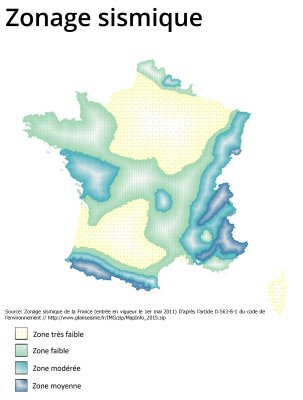 Zonage sismique
Source: Zonage sismique de la France (entrée en vigueur le 1er mai 2011) D'après l'article D.563-8-1 du code de
l'environnement // http://www.planseisme.fr/IMG/zip/MapInfo_2015.zip
Zone très faible
Zone faible
Zone modérée
Zone moyenne